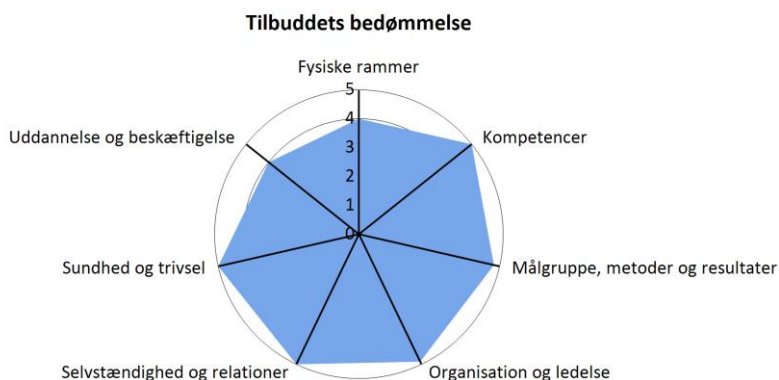 Tilbuddets bedømmelse
Fysiske rammer
5
4
3
2
1
0
Kompetencer
Målgruppe, metoder og resultater
Organisation og ledelse
Selvstændighed og relationer
Sundhed og trivsel
Uddannelse og beskæftigelse